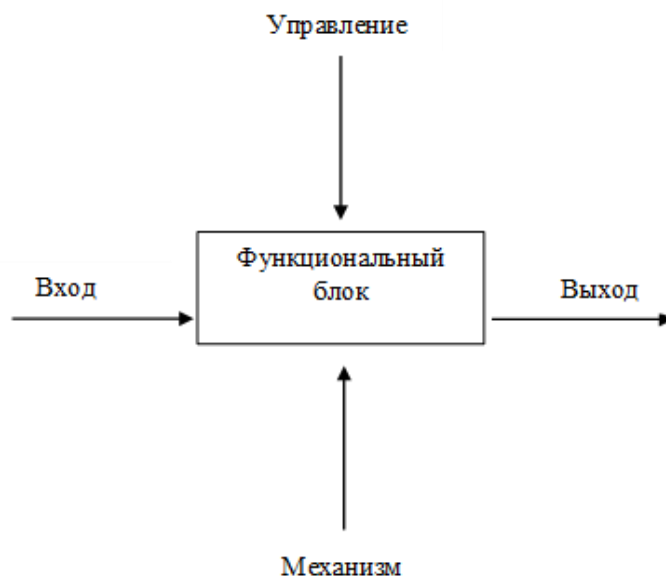 Управление
Функциональный
блок
Вход
Выход
Механизм